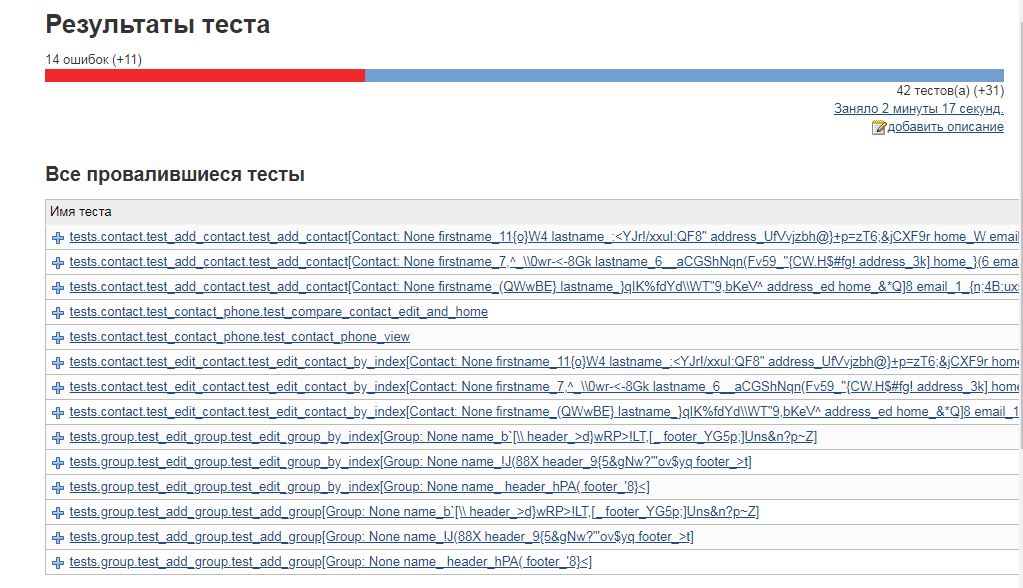 Результаты теста
14 ошибок (+11)
42 тестов(а) (+31)
Заняло 2 минуты 17 секунд.
добавить описание
Все провалившиеся тесты
Имя теста
tests.contact.test_add_contact.test_add_contact[Contact: None firstname_11{o}W4 lastname_:<YJr!/xxuI:QF8" address_UfVvjzbh@}+p=zT6;&jCXF9r home_W emai
tests.contact.test_add_contact.test_add_contact[Contact: None firstname_7,^_\\0wr-<-8Gk lastname_6__aCGShNqn(Fv59_"{CW.H$#fg! address_3k] home_}(6 ema
tests.contact.test_add_contact.test_add_contact[Contact: None firstname_(QWwBE} lastname_}qIK%fdYd\\WT"9,bKeV^ address_ed home_&*Q]8 email_1_{n;4B:ux
tests.contact.test_contact_phone.test_compare_contact_edit_and_home
tests.contact.test_contact_phone.test_contact_phone_view
tests.contact.test_edit_contact.test_edit_contact_by_index[Contact: None firstname_11{o}W4 lastname_:<YJr!/xxuI:QF8" address_UfVvjzbh@}+p=zT6;&jCXF9r home
tests.contact.test_edit_contact.test_edit_contact_by_index[Contact: None firstname_7,^_\\0wr-<-8Gk lastname_6__aCGShNqn(Fv59_"{CW.H$#fg! address_3k] home
tests.contact.test_edit_contact.test_edit_contact_by_index[Contact: None firstname_(QWwBE} lastname_}qIK%fdYd\\WT"9,bKeV^ address_ed home_&*Q]8 email_1
tests.group.test_edit_group.test_edit_group_by_index[Group: None name_b`[\\ header_>d}wRP>!LT,[_ footer_YG5p;]Uns&n?p~Z]
tests.group.test_edit_group.test_edit_group_by_index[Group: None name_!J(88X header_9{5&gNw?'"ov$yq footer_>t]
tests.group.test_edit_group.test_edit_group_by_index[Group: None name_ header_hPA( footer_'8}<]
tests.group.test_add_group.test_add_group[Group: None name_b`[\\ header_>d}wRP>!LT,[_ footer_YG5p;]Uns&n?p~Z]
tests.group.test_add_group.test_add_group[Group: None name_!J(88X header_9{5&gNw?'"ov$yq footer_>t]
tests.group.test_add_group.test_add_group[Group: None name_ header_hPA( footer_'8}<]